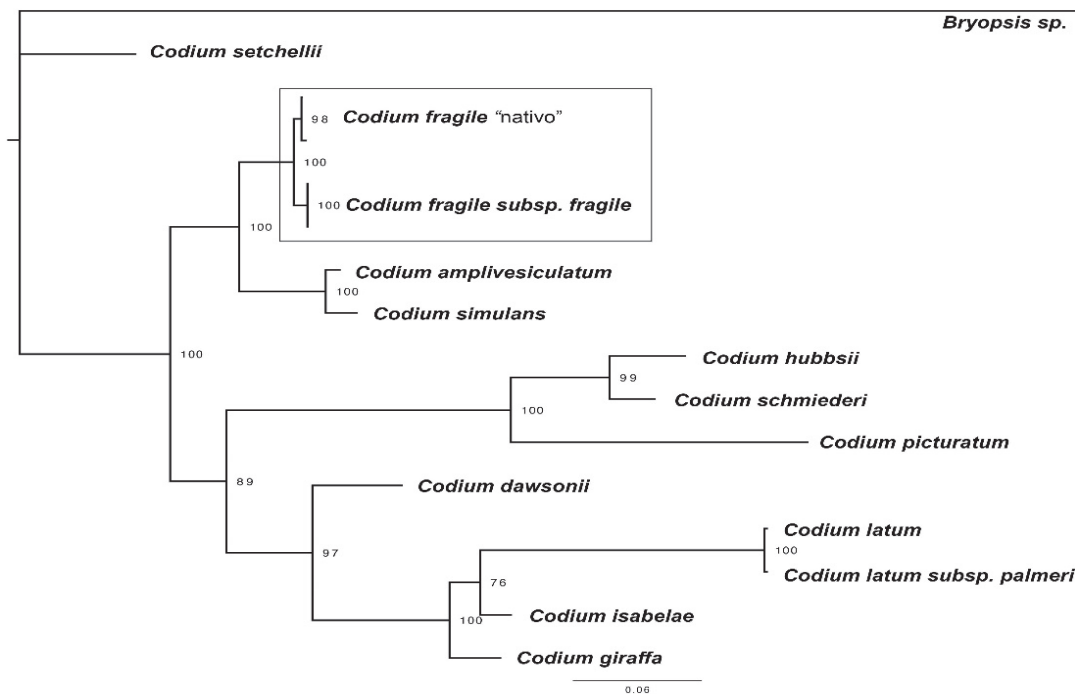 Bryopsis sp.
Codium setchellii
98 Codium fragile “nativo”
100
100 Codium fragile subsp. fragile
100
Codium amplivesiculatum
100
Codium simulans
100
Codium hubbsii
99
Codium schmiederi
100
Codium picturatum
89
Codium dawsonii
Codium latum
100
97
Codium latum subsp. palmeri
76
Codium isabelae
100
Codium giraffa
0.06